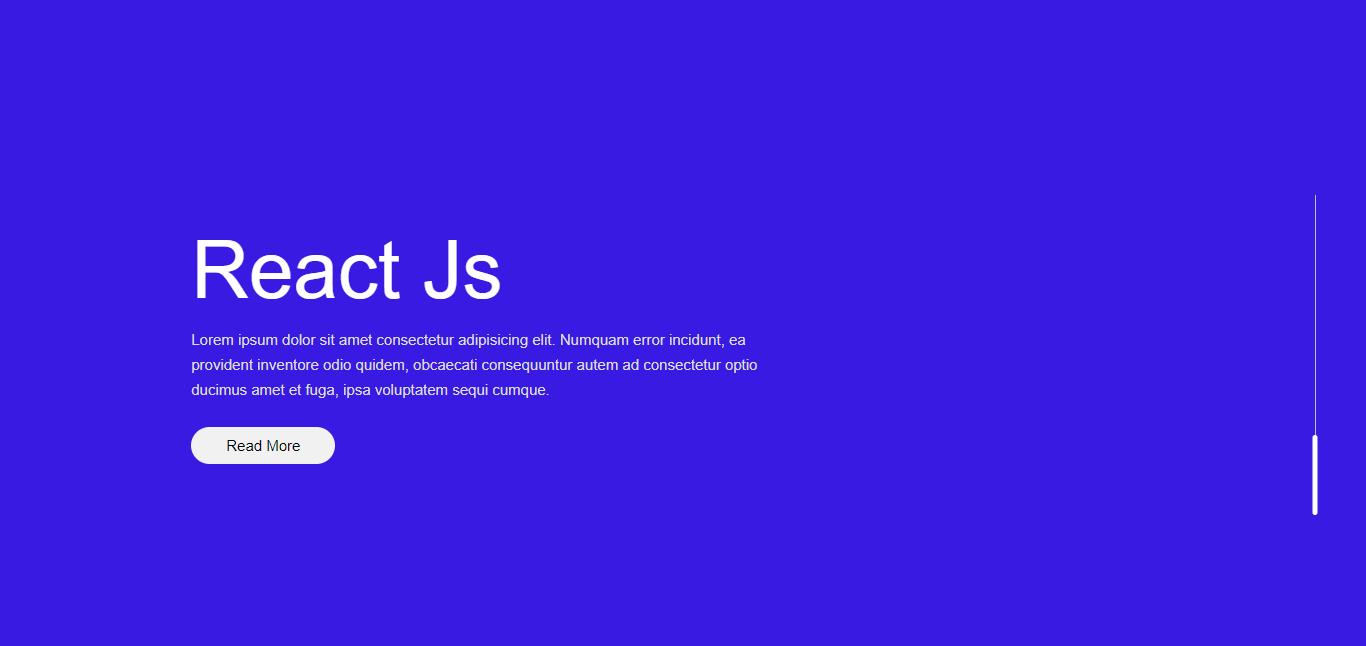 React Js
Lorem ipsum dolor sit amet consectetur adipisicing elit. Numquam error incidunt, ea
provident inventore odio quidem, obcaecati consequuntur autem ad consectetur optio
ducimus amet et fuga, ipsa voluptatem sequi cumque.
Read More